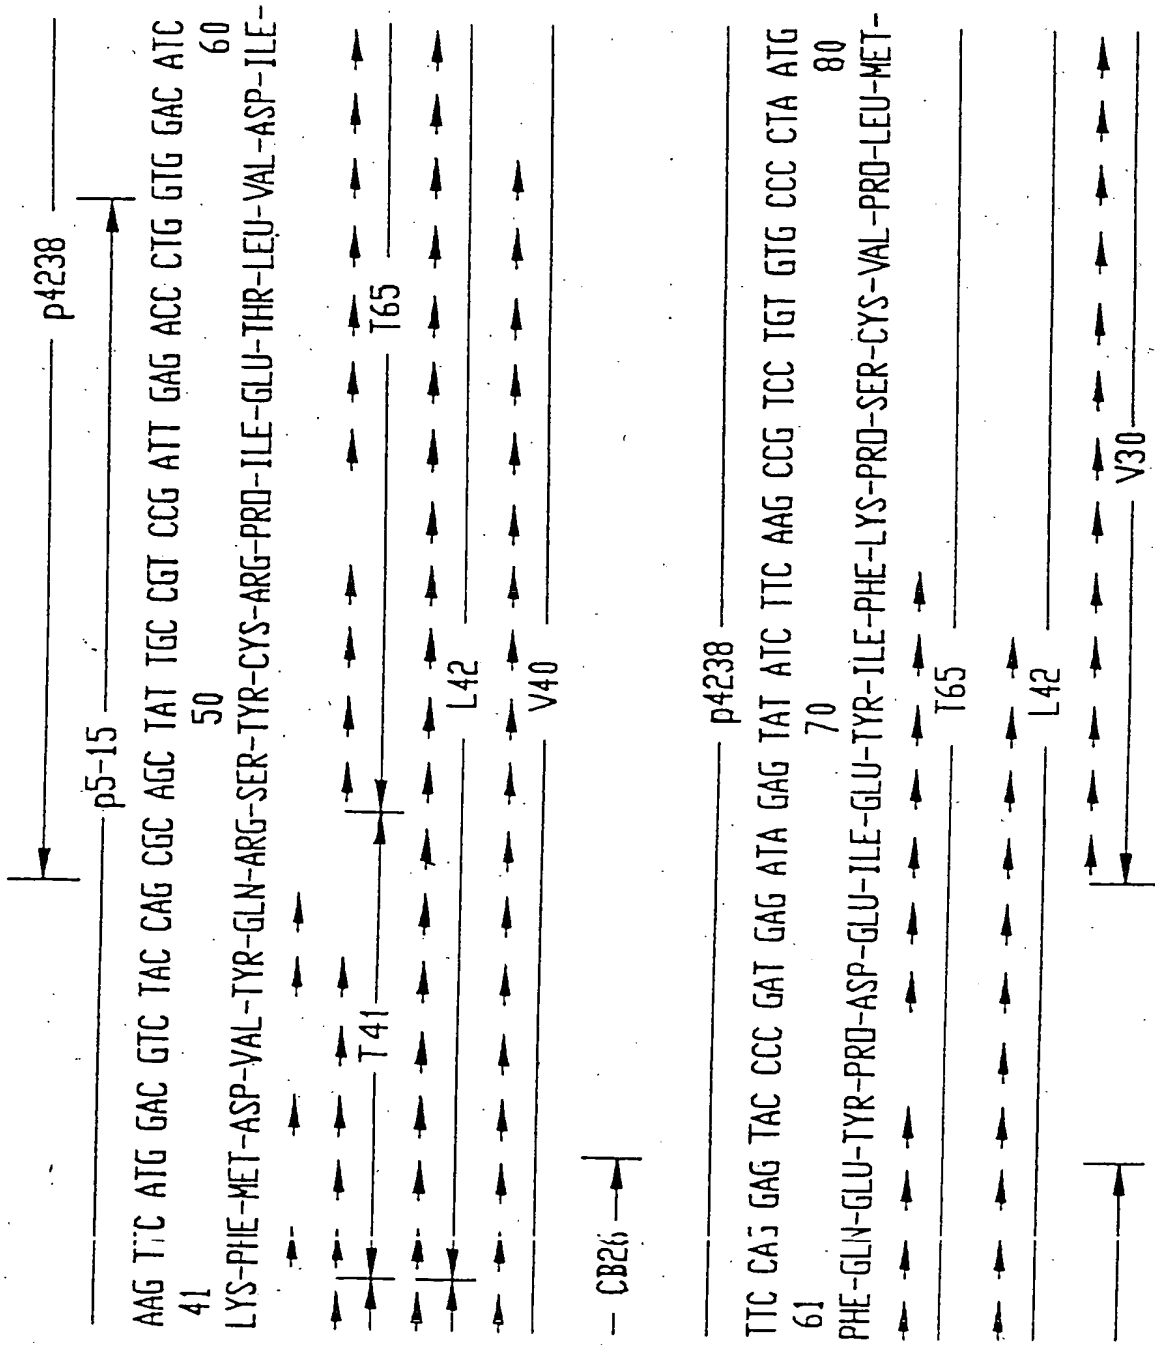 p4238
p5-15
AAG TTC ATG GAC GTC TAC CAG CGC AGC TAT TGC CGT CCG ATT GAG ACC CTG GTG GAC ATC
41 50 60
LYS-PHE-MET-ASP-VAL-TYR-GLN-ARG-SER-TYR-CYS-ARG-PRO-ILE-GLU-THR-LEU-VAL-ASP-ILE-
T41 T65
L42
V40
CB26
p4238
TTC CAG GAG TAC CCC GAT GAG ATA GAG TAT ATC TTC AAG CCG TCC TGT GTG CCC CTA ATG
61 70 80
PHE-GLN-GLU-TYR-PRO-ASP-GLU-ILE-GLU-TYR-ILE-PHE-LYS-PRO-SER-CYS-VAL-PRO-LEU-MET-
T65
L42
V30